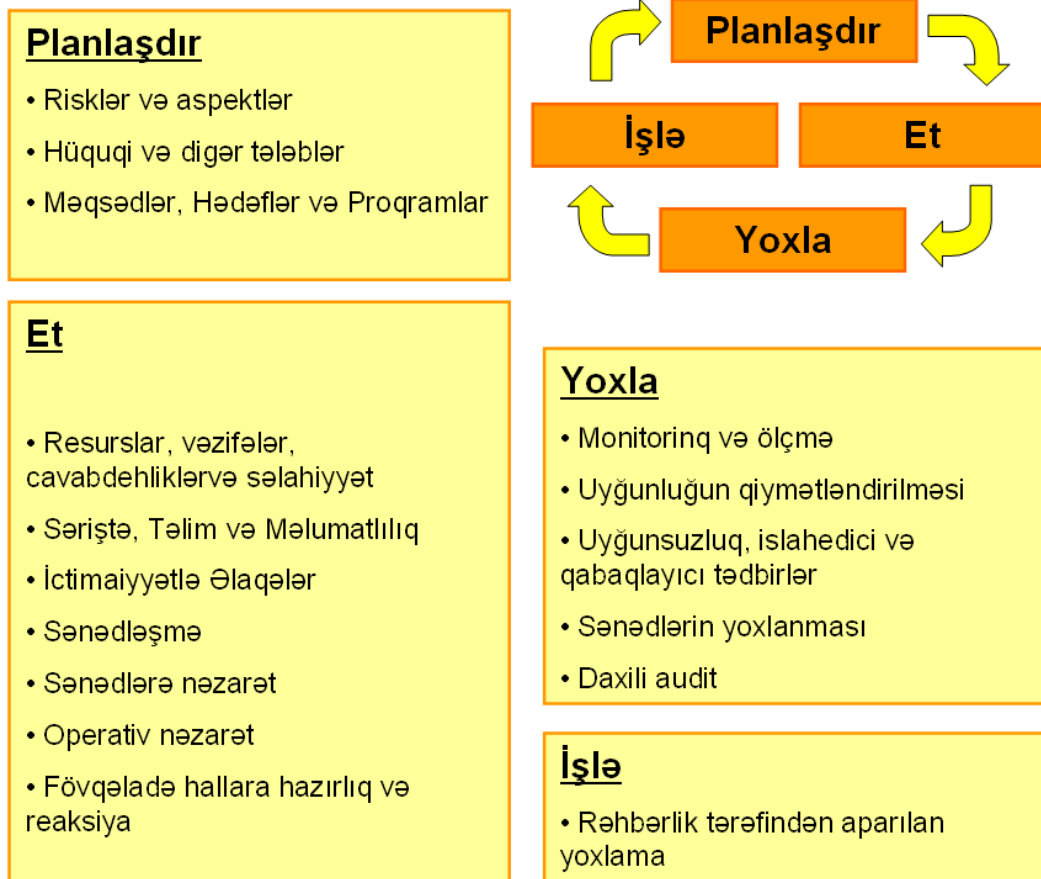 Planlaşdır
• Risklər və aspektlər
• Hüquqi və digər tələblər
• Məqsədlər, Hədəflər və Proqramlar
Planlaşdır
İşlə
Et
Yoxla
Et
• Resurslar, vəzifələr,
cavabdehliklərvə səlahiyyət
• Səriştə, Təlim və Məlumatlılıq
• İctimaiyyətlə Əlaqələr
• Sənədləşmə
• Sənədlərə nəzarət
• Operativ nəzarət
• Fövqəladə hallara hazırlıq və
reaksiya
Yoxla
• Monitorinq və ölçmə
• Uyğunluğun qiymətləndirilməsi
• Uyğunsuzluq, islahedici və
qabaqlayıcı tədbirlər
• Sənədlərin yoxlanması
• Daxili audit
İşlə
• Rəhbərlik tərəfindən aparılan
yoxlama